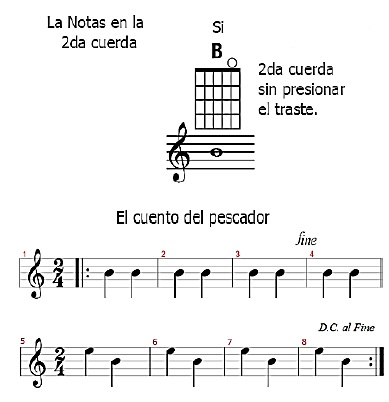 La Notas en la
2da cuerda
Si
B
2da cuerda
sin presionar
el traste.
El cuento del pescador
fine
1 2 3 4
2
4
D.C. al Fine
5 6 7 8
2
4